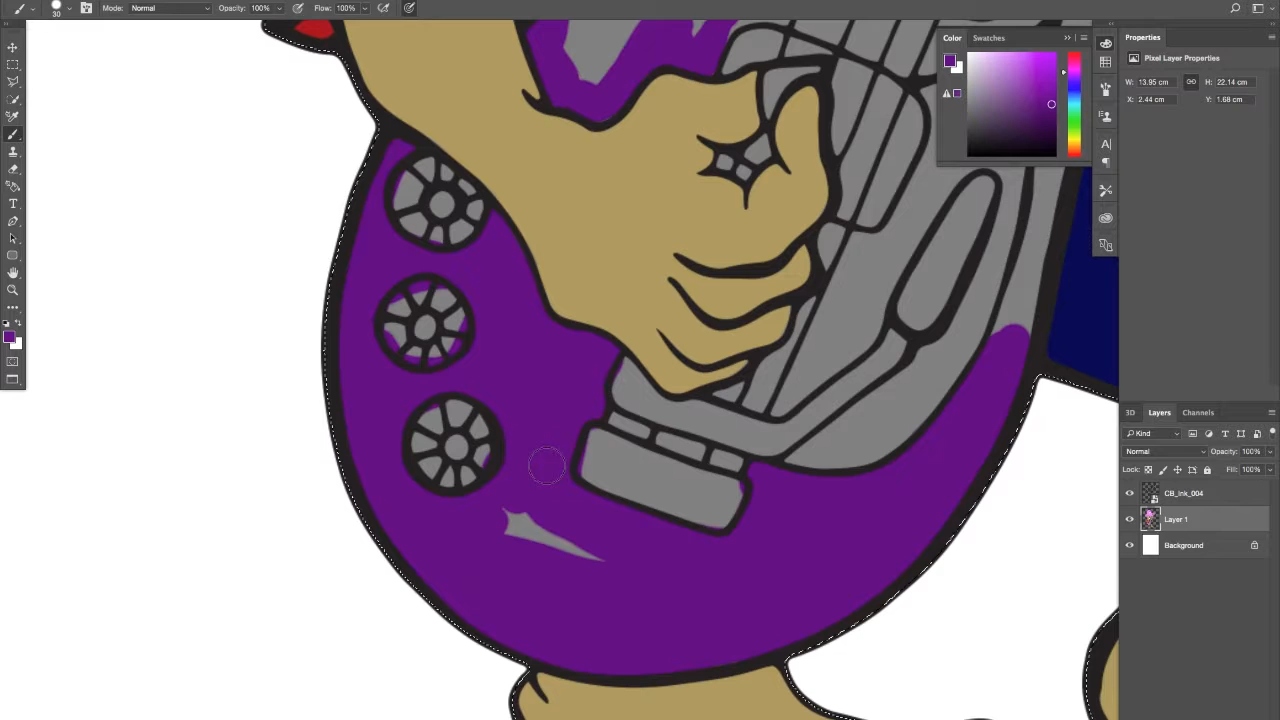 30 Mode: Normal Opacity: 100% Flow: 100%
Color Swatches
Properties
Pixel Layer Properties
W: 13.95 cm H: 22.14 cm
X: 2.44 cm Y: 1.68 cm
3D Layers Channels
Kind
Normal Opacity: 100%
Lock: Fill: 100%
CB_ink_004
Layer 1
Background